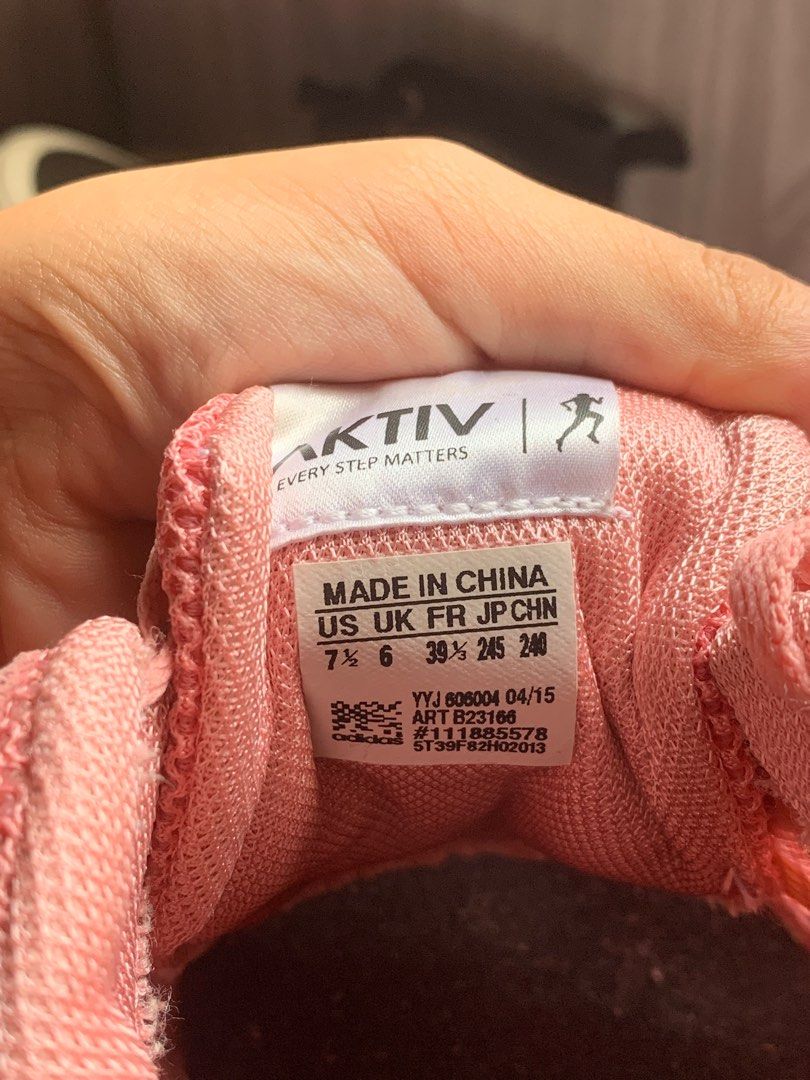 AKTIV
EVERY STEP MATTERS
MADE IN CHINA
US UK FR JP CHN
7½ 6 39⅓ 245 240
YYJ 606004 04/15
ART B23166
adidas #111885578
5T39F82H02013